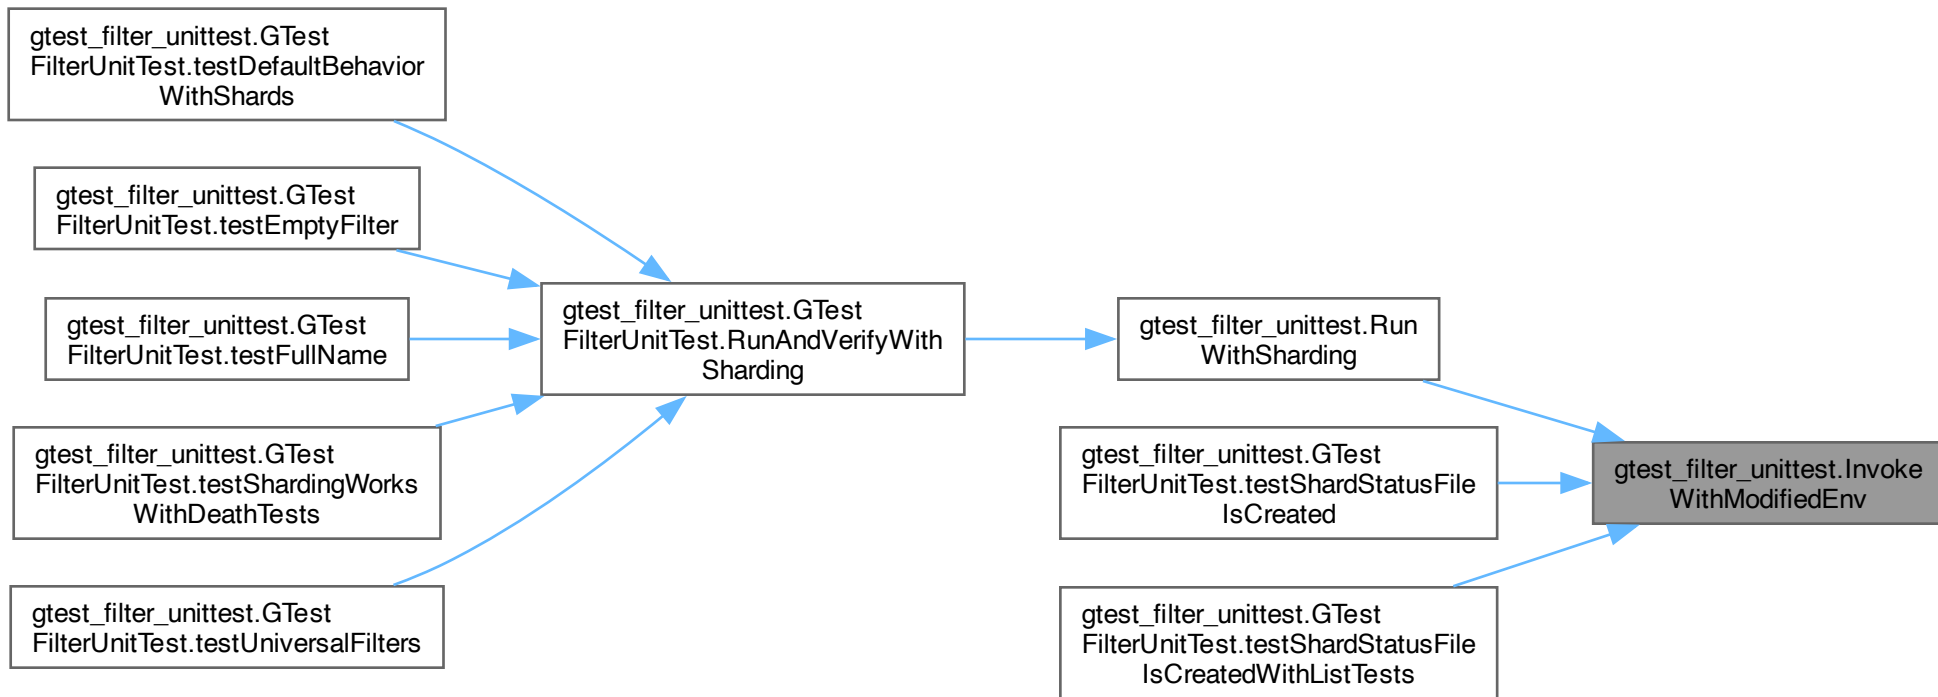 gtest_filter_unittest.GTest
FilterUnitTest.testDefaultBehavior
WithShards
gtest_filter_unittest.GTest
FilterUnitTest.testEmptyFilter
gtest_filter_unittest.GTest
FilterUnitTest.testFullName
gtest_filter_unittest.GTest
FilterUnitTest.testShardingWorks
WithDeathTests
gtest_filter_unittest.GTest
FilterUnitTest.testUniversalFilters
gtest_filter_unittest.GTest
FilterUnitTest.RunAndVerifyWith
Sharding
gtest_filter_unittest.Run
WithSharding
gtest_filter_unittest.GTest
FilterUnitTest.testShardStatusFile
IsCreated
gtest_filter_unittest.GTest
FilterUnitTest.testShardStatusFile
IsCreatedWithListTests
gtest_filter_unittest.Invoke
WithModifiedEnv